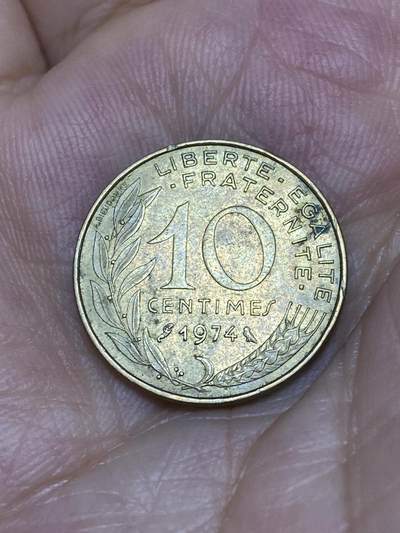 LIBERTE · EGALITE
· FRATERNITE ·
10
CENTIMES
1974